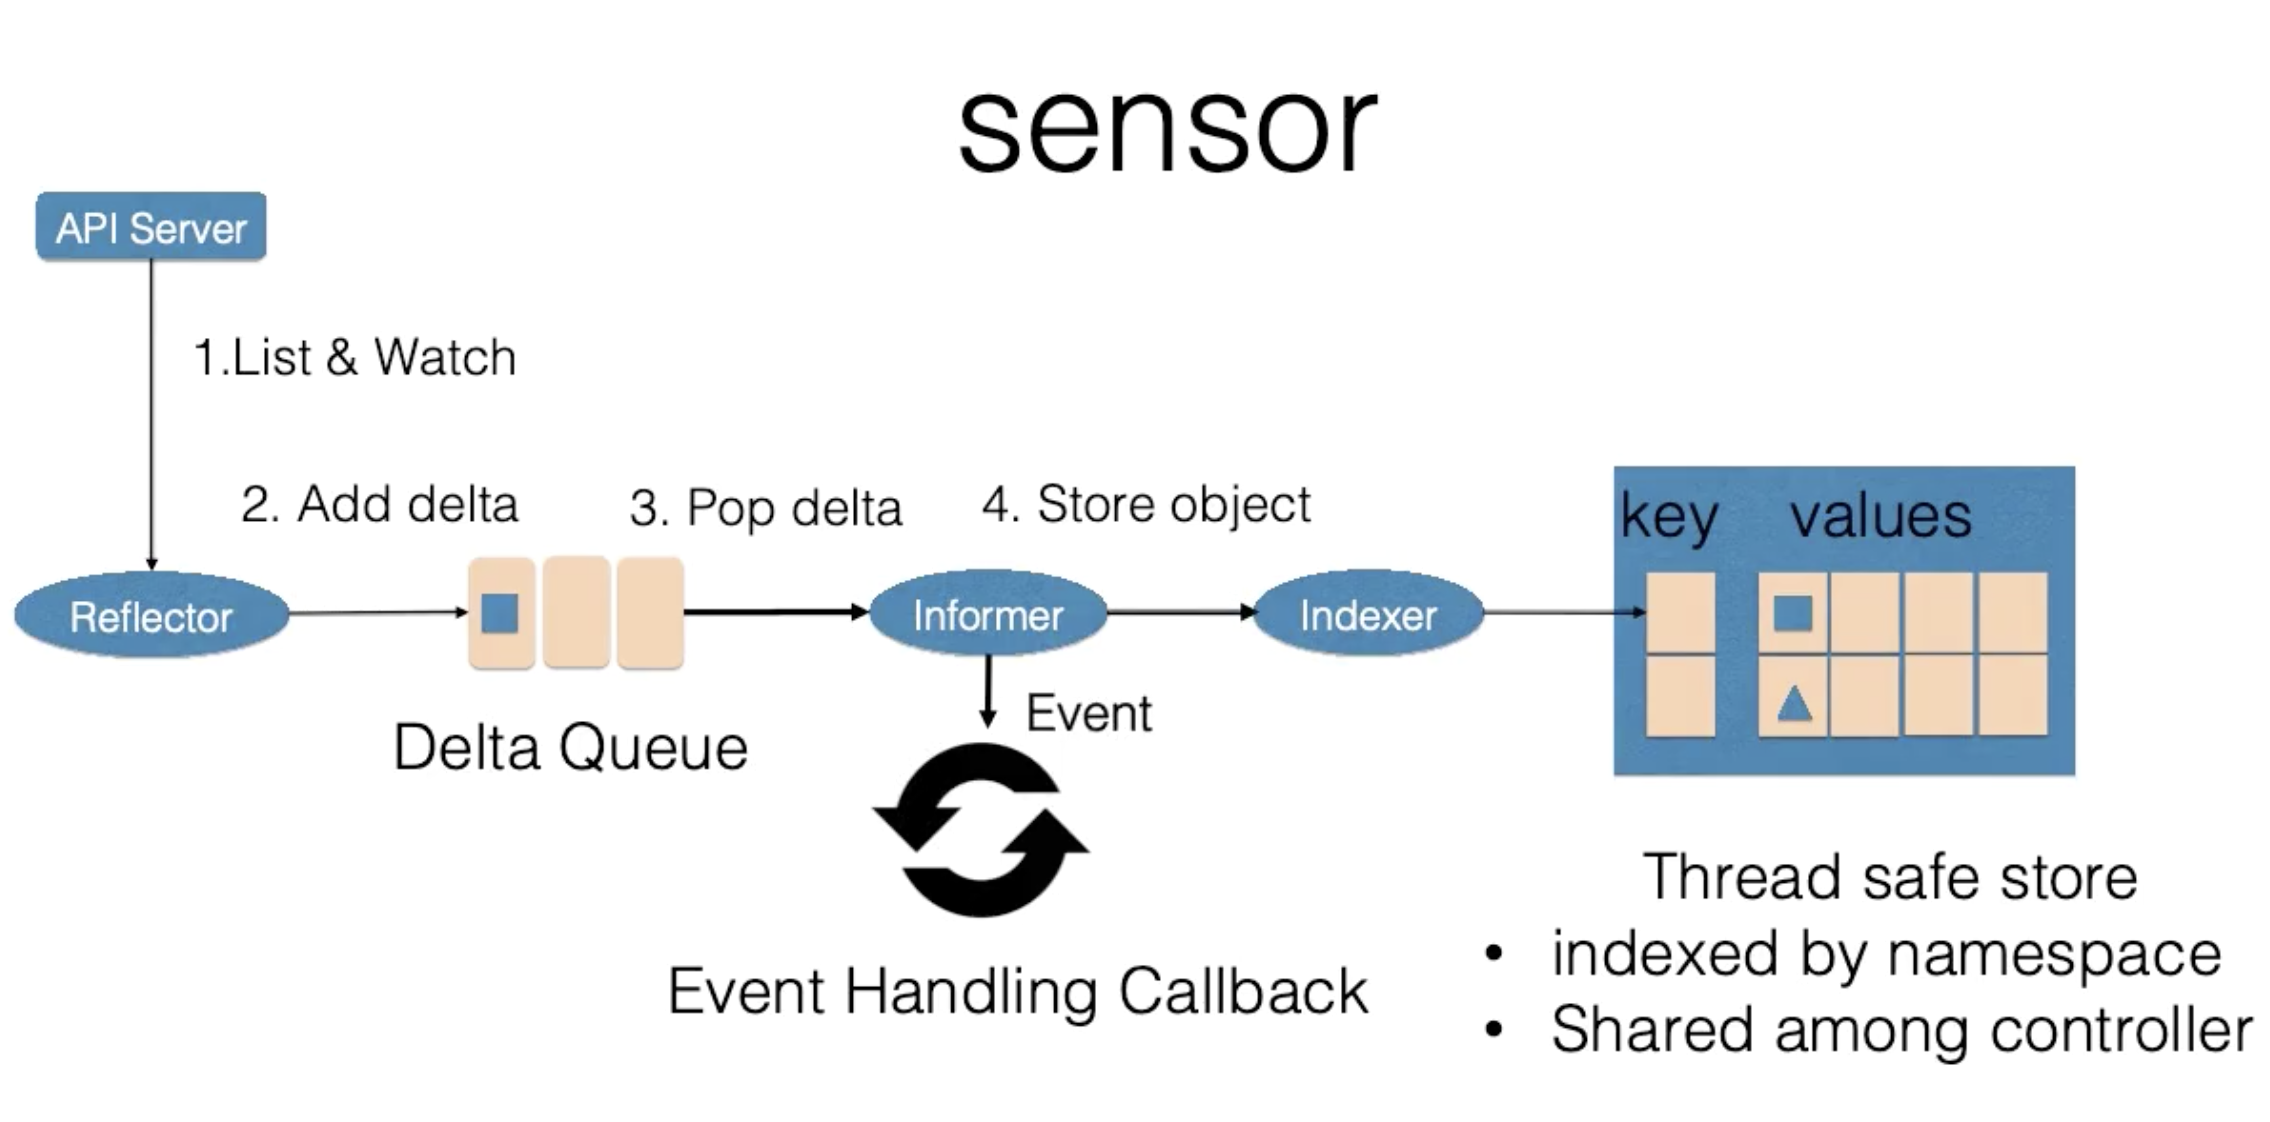 sensor
API Server
1.List & Watch
2. Add delta
3. Pop delta
4. Store object
key values
Reflector
Informer
Indexer
Event
Delta Queue
Event Handling Callback
Thread safe store
• indexed by namespace
• Shared among controller